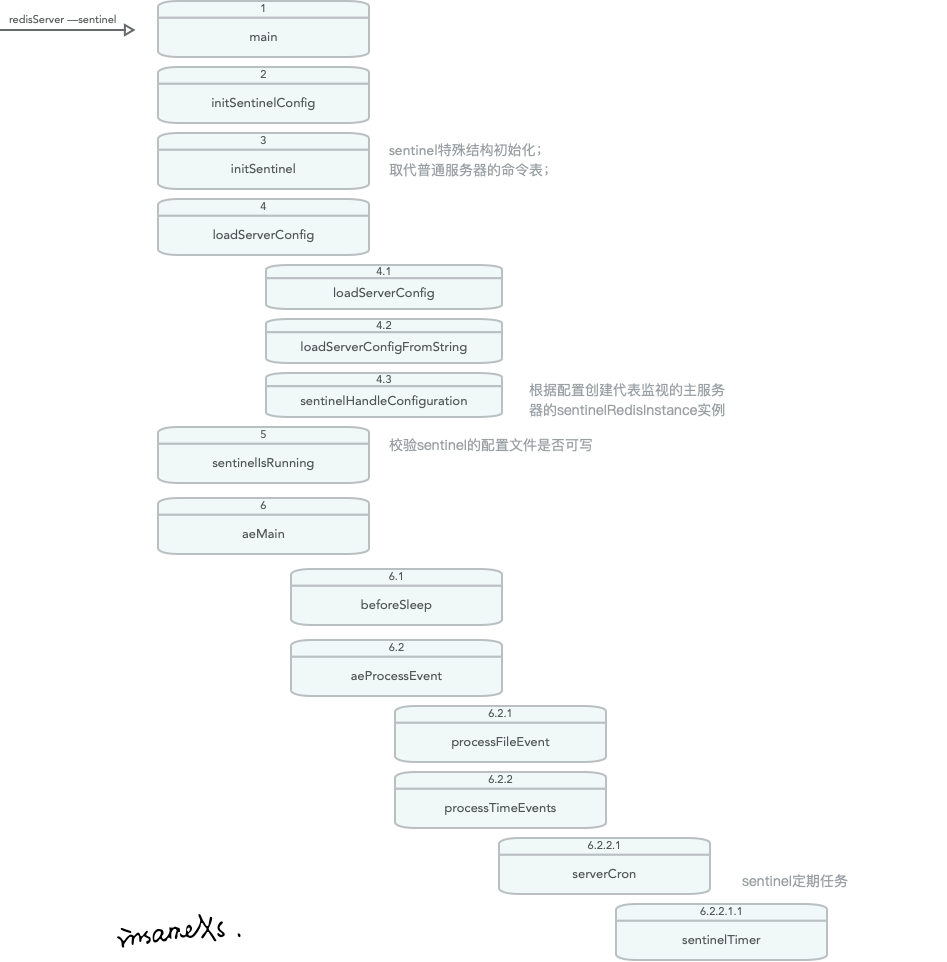 redisServer —sentinel
1
main
2
initSentinelConfig
3
initSentinel
sentinel特殊结构初始化；
取代普通服务器的命令表；
4
loadServerConfig
4.1
loadServerConfig
4.2
loadServerConfigFromString
4.3
sentinelHandleConfiguration
根据配置创建代表监视的主服务
器的sentinelRedisInstance实例
5
sentinelIsRunning
校验sentinel的配置文件是否可写
6
aeMain
6.1
beforeSleep
6.2
aeProcessEvent
6.2.1
processFileEvent
6.2.2
processTimeEvents
6.2.2.1
serverCron
sentinel定期任务
6.2.2.1.1
sentinelTimer
insaneXs.